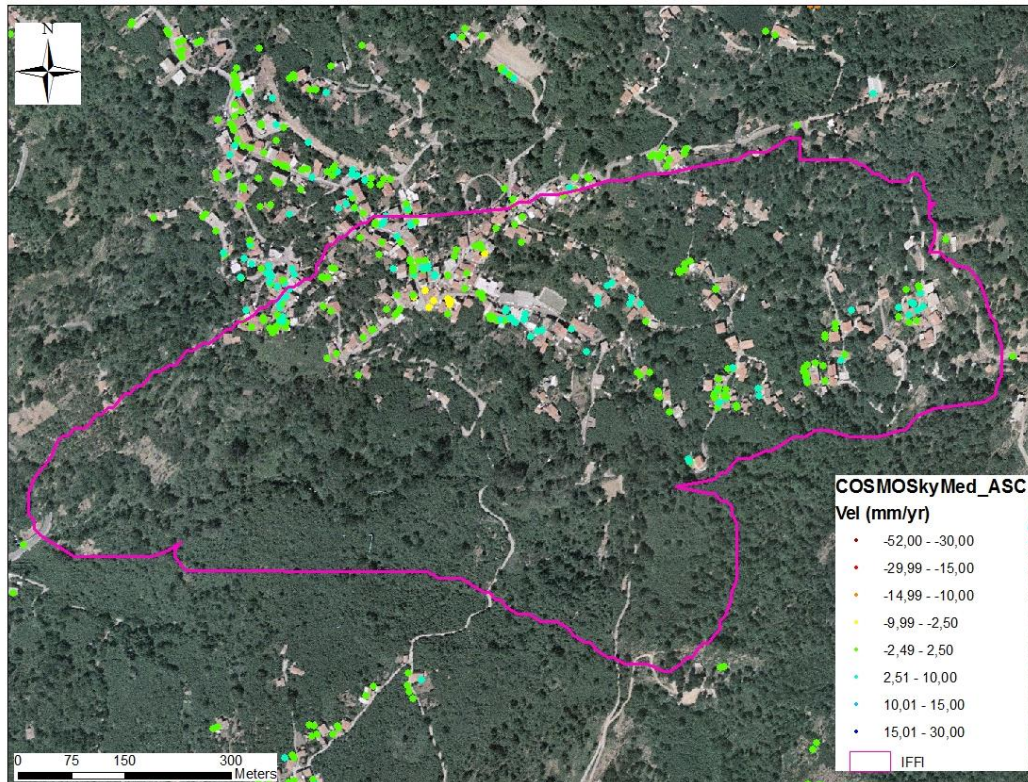 N
COSMOSkyMed_ASC
Vel (mm/yr)
-52,00 - -30,00
-29,99 - -15,00
-14,99 - -10,00
-9,99 - -2,50
-2,49 - 2,50
2,51 - 10,00
10,01 - 15,00
15,01 - 30,00
IFFI
0 75 150 300
Meters